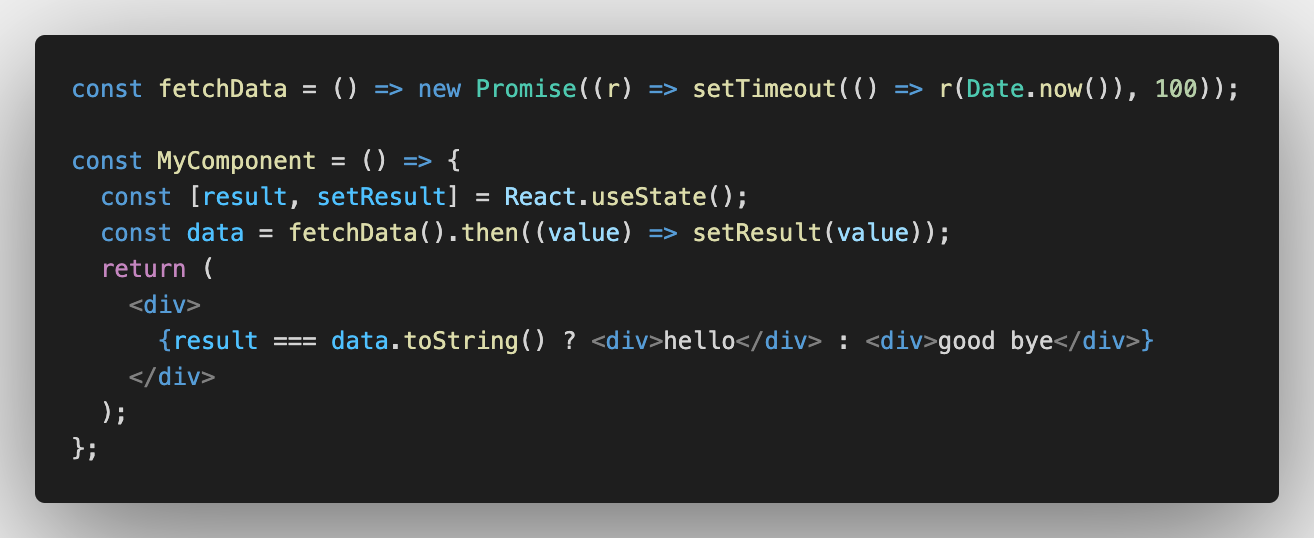 const fetchData = () => new Promise((r) => setTimeout(() => r(Date.now()), 100));
const MyComponent = () => {
const [result, setResult] = React.useState();
const data = fetchData().then((value) => setResult(value));
return (
<div>
{result === data.toString() ? <div>hello</div> : <div>good bye</div>}
</div>
);
};